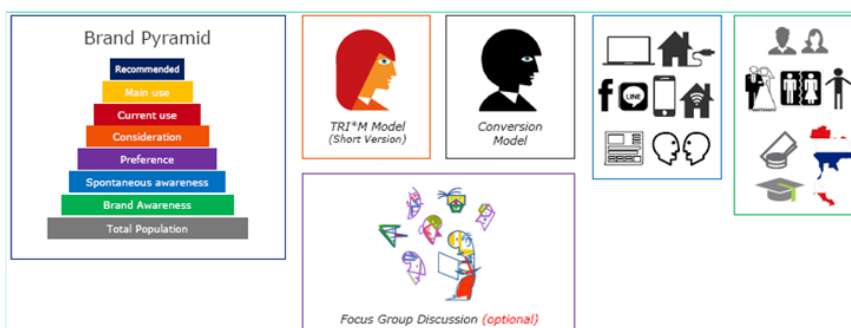 Brand Pyramid
Recommended
Main use
Current use
Consideration
Preference
Spontaneous awareness
Brand Awareness
Total Population
TRI*M Model
(Short Version)
Conversion
Model
f
LINE
Focus Group Discussion (optional)